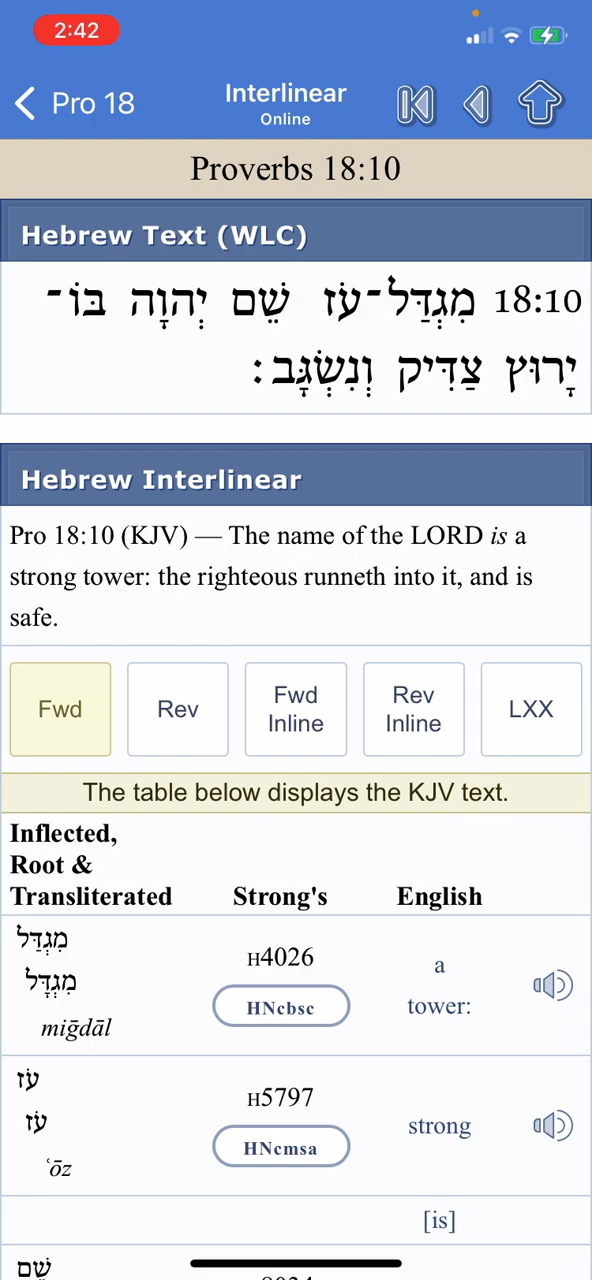 2:42
Pro 18
Interlinear
Online
Proverbs 18:10
Hebrew Text (WLC)
18:10 מִגְדַּל־עֹז שֵׁם יְהוָה בּוֹ־
יָרוּץ צַדִּיק וְנִשְׂגָּב׃
Hebrew Interlinear
Pro 18:10 (KJV) — The name of the LORD is a
strong tower: the righteous runneth into it, and is
safe.
Fwd
Rev
Fwd
Inline
Rev
Inline
LXX
The table below displays the KJV text.
Inflected,
Root &
Transliterated
Strong's
English
מִגְדַּל
מִגְדָּל
miḡdāl
H4026
HNcbsc
a
tower:
עֹז
עֹז
ʿōz
H5797
HNcmsa
strong
[is]
שֵׁם